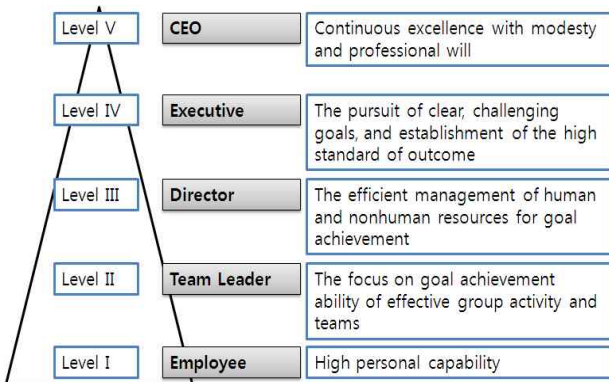 Level V
CEO
Continuous excellence with modesty
and professional will
Level IV
Executive
The pursuit of clear, challenging
goals, and establishment of the high
standard of outcome
Level III
Director
The efficient management of human
and nonhuman resources for goal
achievement
Level II
Team Leader
The focus on goal achievement
ability of effective group activity and
teams
Level I
Employee
High personal capability